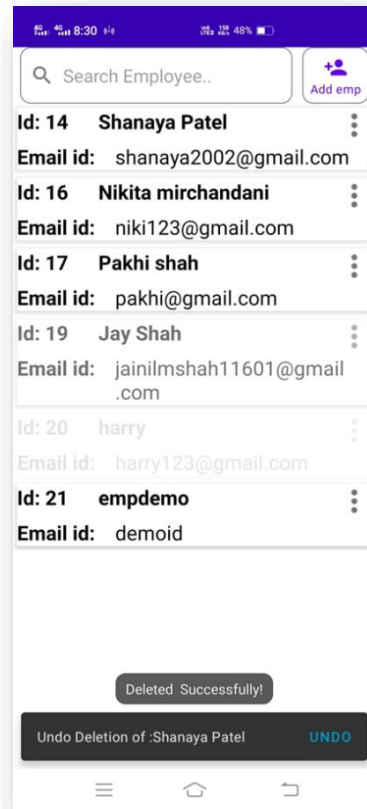 8:30
48%
Search Employee..
Add emp
Id: 14 Shanaya Patel
Email id: shanaya2002@gmail.com
Id: 16 Nikita mirchandani
Email id: niki123@gmail.com
Id: 17 Pakhi shah
Email id: pakhi@gmail.com
Id: 19 Jay Shah
Email id: jainilmshah11601@gmail
.com
Id: 20 harry
Email id: harry123@gmail.com
Id: 21 empdemo
Email id: demoid
Deleted Successfully!
Undo Deletion of :Shanaya Patel UNDO